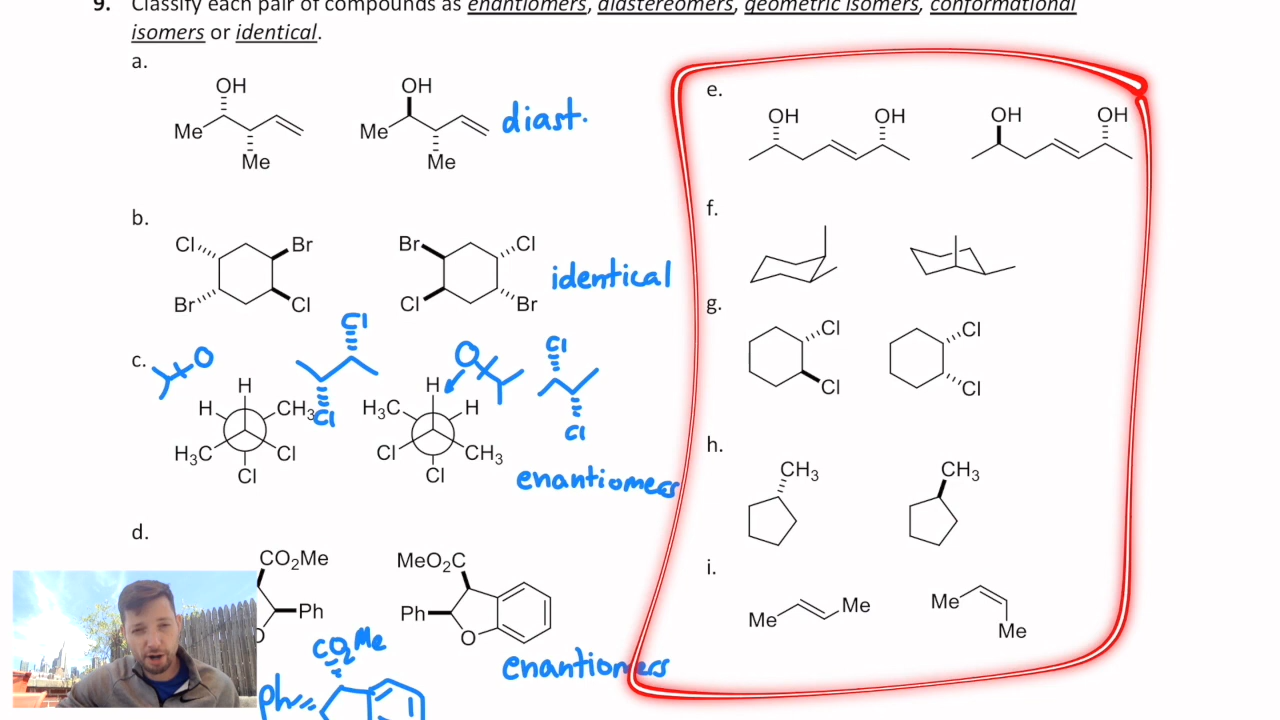 9. Classify each pair of compounds as enantiomers, diastereomers, geometric isomers, conformational
isomers or identical.
a.
OH
Me
Me
OH
Me
Me
diast.
b.
Cl
Br
Br
Cl
Br
Cl
Cl
Br
identical
c.
O
Cl
Cl
H
H
CH3
H3C
Cl
Cl
O
Cl
Cl
H
H3C
H
Cl
CH3
Cl
enantiomers
d.
CO2Me
Ph
O
MeO2C
Ph
O
enantiomers
CO2Me
Ph
e.
OH
OH
OH
OH
f.
g.
Cl
Cl
Cl
Cl
h.
CH3
CH3
i.
Me
Me
Me
Me